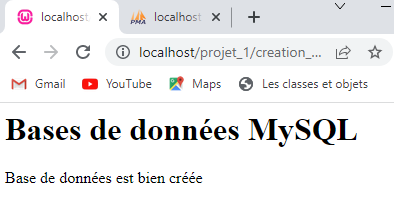 localhost
PMA
localhost
localhost/projet_1/creation_...
Gmail
YouTube
Maps
Les classes et objets
Bases de données MySQL
Base de données est bien créée